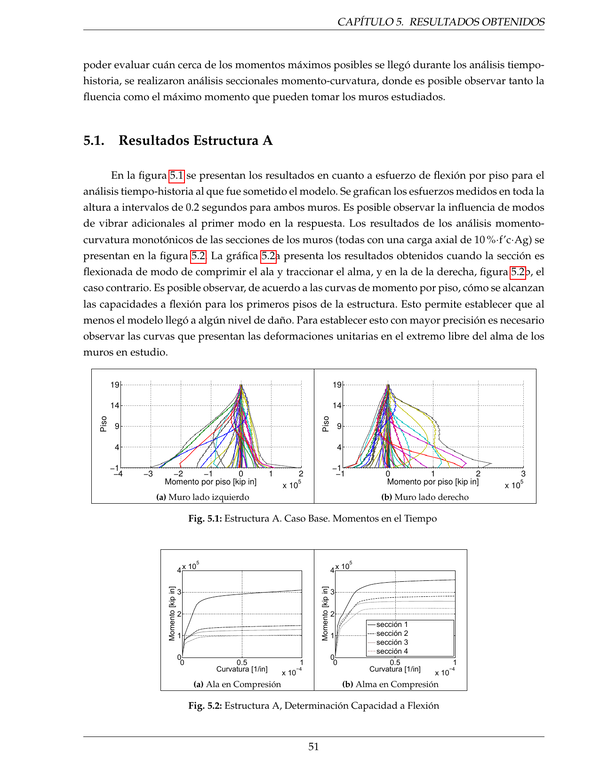 CAPÍTULO 5. RESULTADOS OBTENIDOS
poder evaluar cuán cerca de los momentos máximos posibles se llegó durante los análisis tiempo-
historia, se realizaron análisis seccionales momento-curvatura, donde es posible observar tanto la
fluencia como el máximo momento que pueden tomar los muros estudiados.
5.1. Resultados Estructura A
En la figura 5.1 se presentan los resultados en cuanto a esfuerzo de flexión por piso para el
análisis tiempo-historia al que fue sometido el modelo. Se grafican los esfuerzos medidos en toda la
altura a intervalos de 0.2 segundos para ambos muros. Es posible observar la influencia de modos
de vibrar adicionales al primer modo en la respuesta. Los resultados de los análisis momento-
curvatura monotónicos de las secciones de los muros (todas con una carga axial de 10 %·f'c·Ag) se
presentan en la figura 5.2. La gráfica 5.2a presenta los resultados obtenidos cuando la sección es
flexionada de modo de comprimir el ala y traccionar el alma, y en la de la derecha, figura 5.2b, el
caso contrario. Es posible observar, de acuerdo a las curvas de momento por piso, cómo se alcanzan
las capacidades a flexión para los primeros pisos de la estructura. Esto permite establecer que al
menos el modelo llegó a algún nivel de daño. Para establecer esto con mayor precisión es necesario
observar las curvas que presentan las deformaciones unitarias en el extremo libre del alma de los
muros en estudio.
19
14
9
4
−1
Piso
−4 −3 −2 −1 0 1 2
Momento por piso [kip in]
x 10^5
(a) Muro lado izquierdo
19
14
9
4
−1
Piso
−1 0 1 2 3
Momento por piso [kip in]
x 10^5
(b) Muro lado derecho
Fig. 5.1: Estructura A. Caso Base. Momentos en el Tiempo
x 10^5
4
3
2
1
0
Momento [kip in]
0 0.5 1
Curvatura [1/in]
x 10^−4
(a) Ala en Compresión
x 10^5
4
3
2
1
0
Momento [kip in]
sección 1
sección 2
sección 3
sección 4
0 0.5 1
Curvatura [1/in]
x 10^−4
(b) Alma en Compresión
Fig. 5.2: Estructura A, Determinación Capacidad a Flexión
51